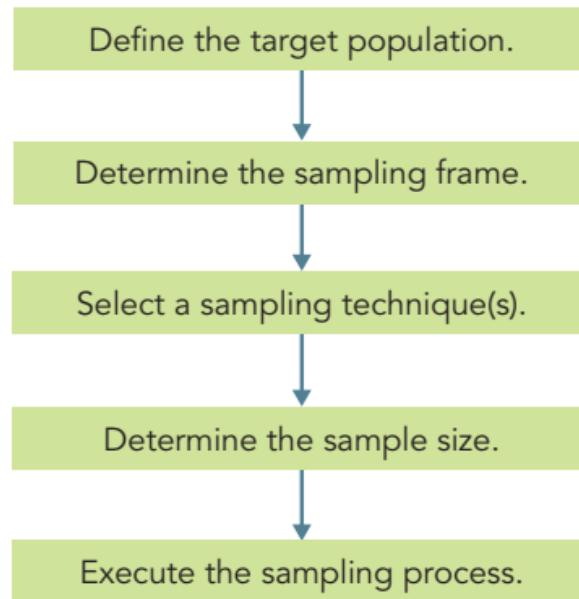 Define the target population.
Determine the sampling frame.
Select a sampling technique(s).
Determine the sample size.
Execute the sampling process.